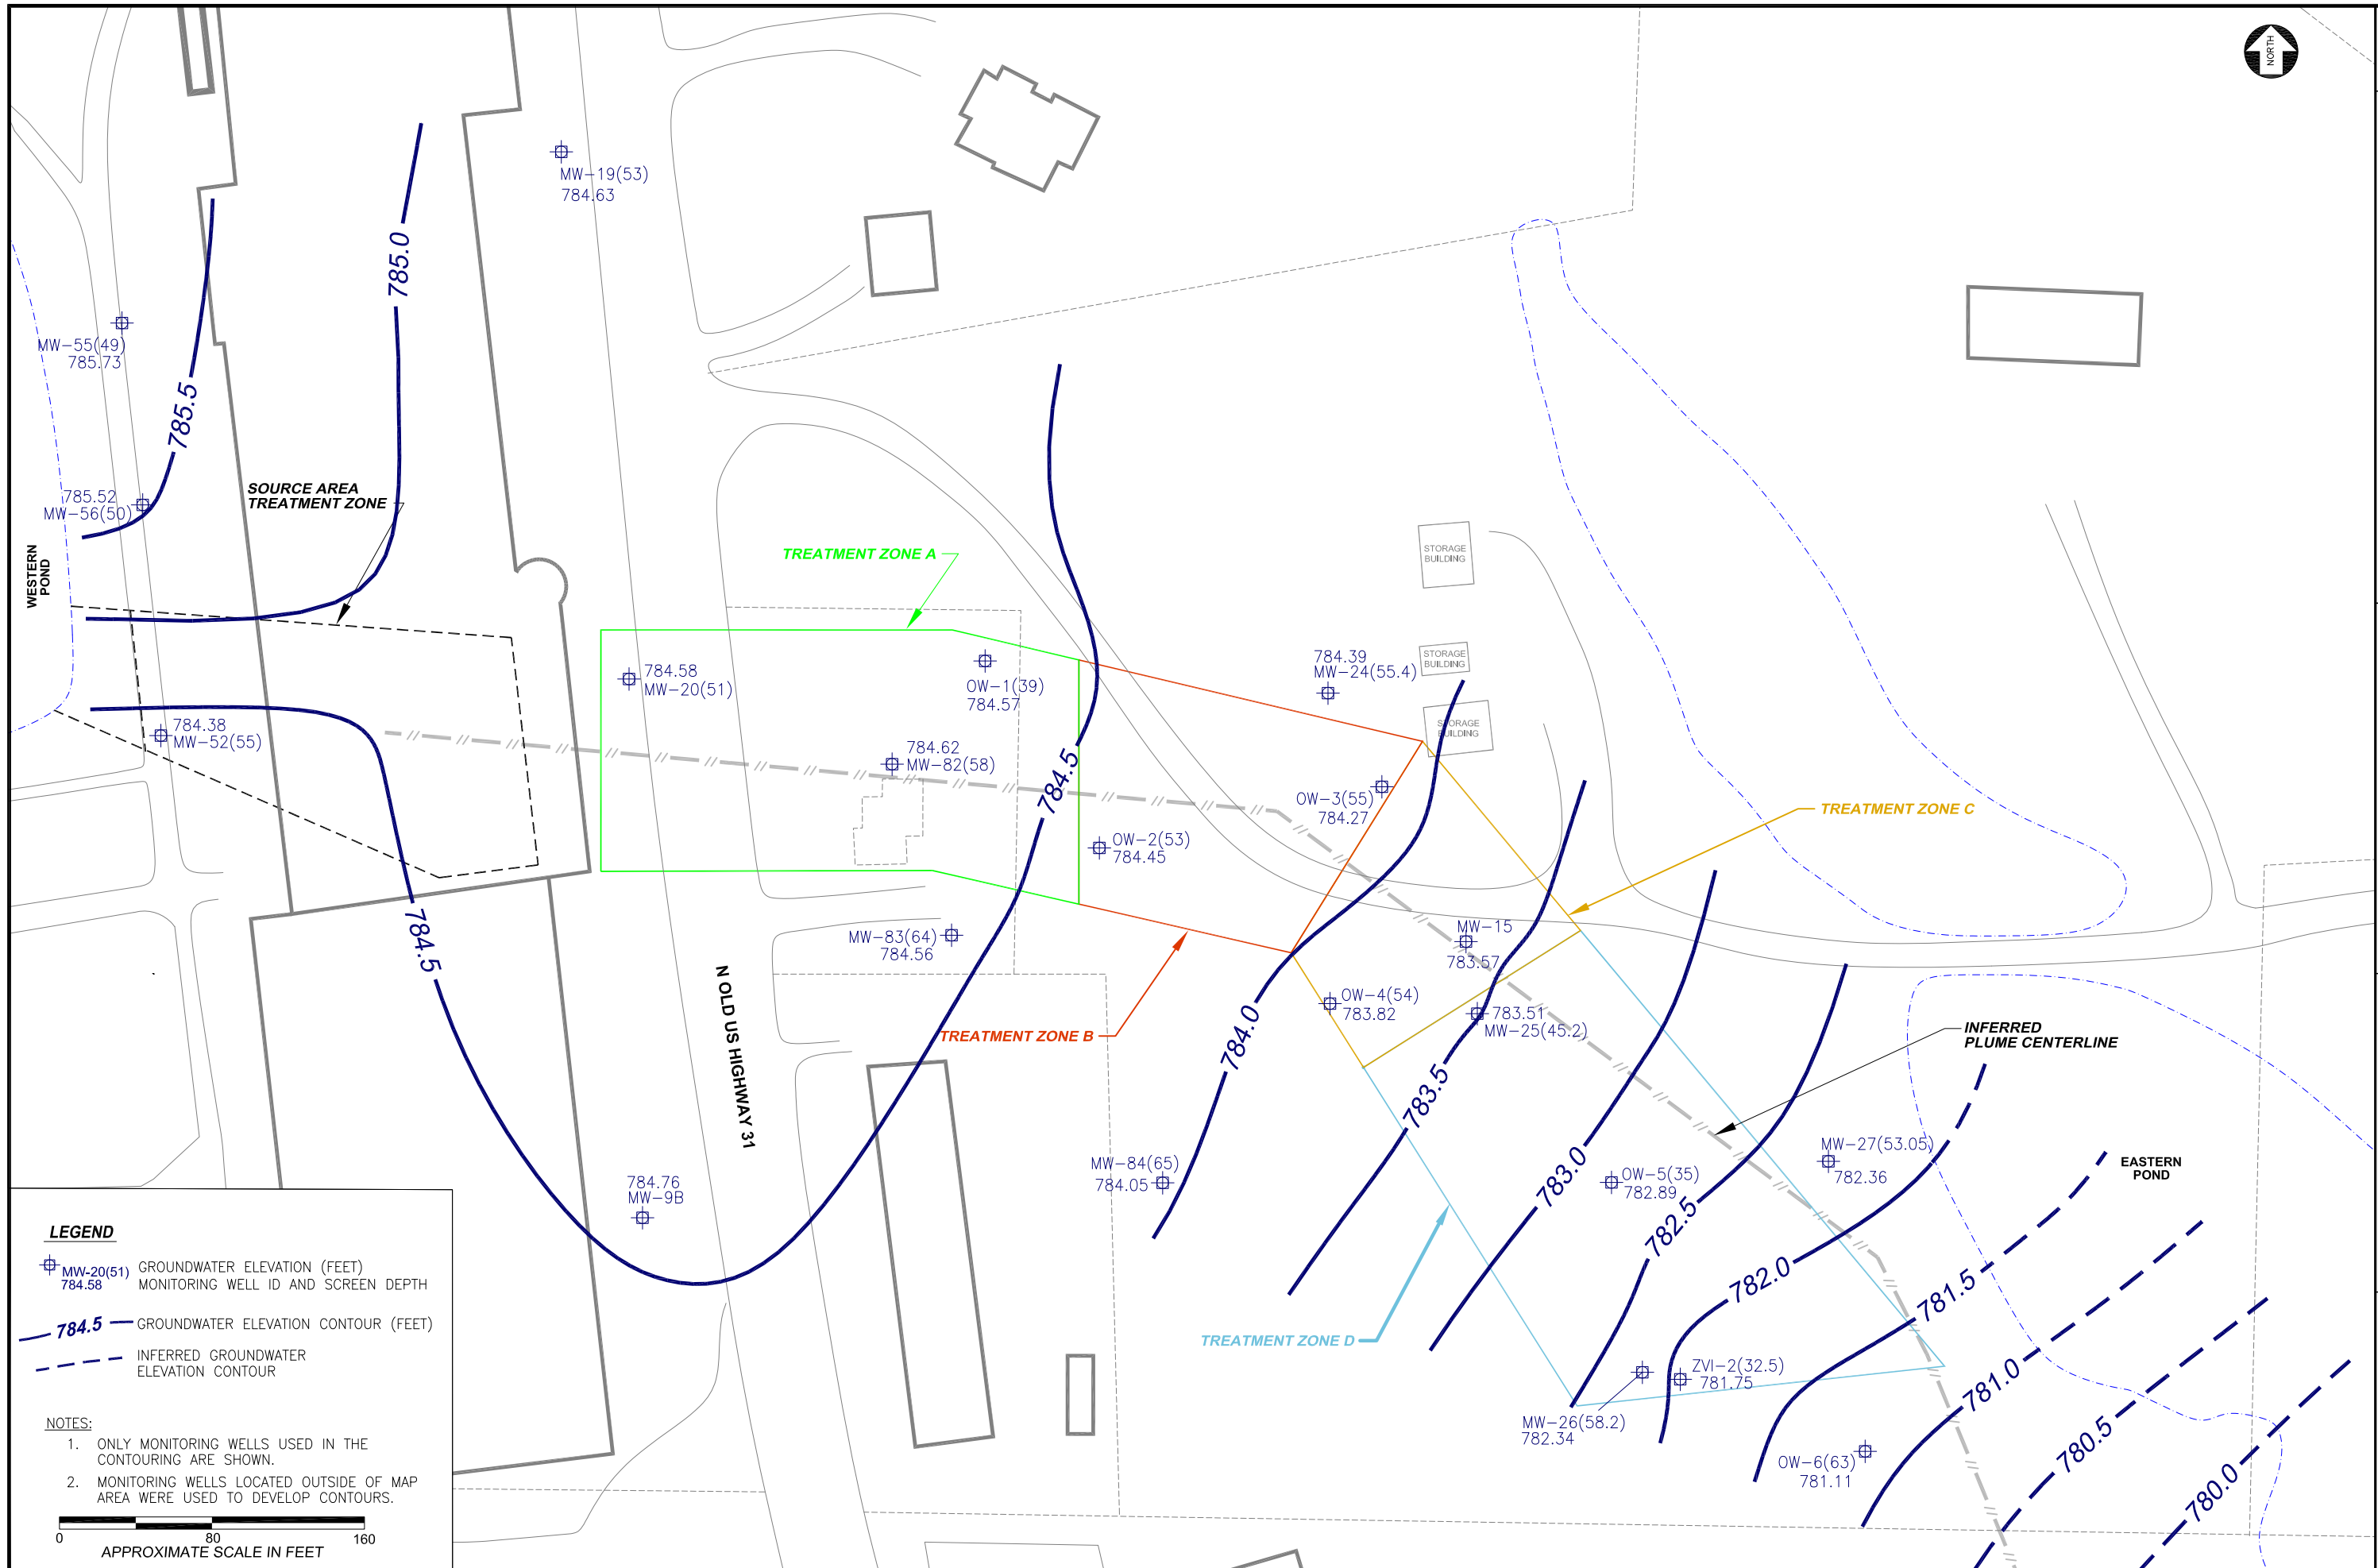 NORTH
MW-19(53)
784.63
785.0
MW-55(49)
785.73
785.5
SOURCE AREA
TREATMENT ZONE
785.52
MW-56(50)
WESTERN
POND
TREATMENT ZONE A
STORAGE
BUILDING
784.58
MW-20(51)
OW-1(39)
784.57
784.39
MW-24(55.4)
STORAGE
BUILDING
784.38
MW-52(55)
784.62
MW-82(58)
784.5
STORAGE
BUILDING
OW-3(55)
784.27
TREATMENT ZONE C
OW-2(53)
784.45
784.5
MW-83(64)
784.56
MW-15
783.57
N OLD US HIGHWAY 31
TREATMENT ZONE B
784.0
OW-4(54)
783.82
783.51
MW-25(45.2)
INFERRED
PLUME CENTERLINE
783.5
MW-84(65)
784.05
783.0
OW-5(35)
782.89
MW-27(53.05)
782.36
EASTERN
POND
784.76
MW-9B
782.5
782.0
781.5
TREATMENT ZONE D
ZVI-2(32.5)
781.75
781.0
MW-26(58.2)
782.34
OW-6(63)
781.11
780.5
780.0
LEGEND
MW-20(51)
784.58
GROUNDWATER ELEVATION (FEET)
MONITORING WELL ID AND SCREEN DEPTH
784.5
GROUNDWATER ELEVATION CONTOUR (FEET)
INFERRED GROUNDWATER
ELEVATION CONTOUR
NOTES:
1. ONLY MONITORING WELLS USED IN THE
CONTOURING ARE SHOWN.
2. MONITORING WELLS LOCATED OUTSIDE OF MAP
AREA WERE USED TO DEVELOP CONTOURS.
0 80 160
APPROXIMATE SCALE IN FEET